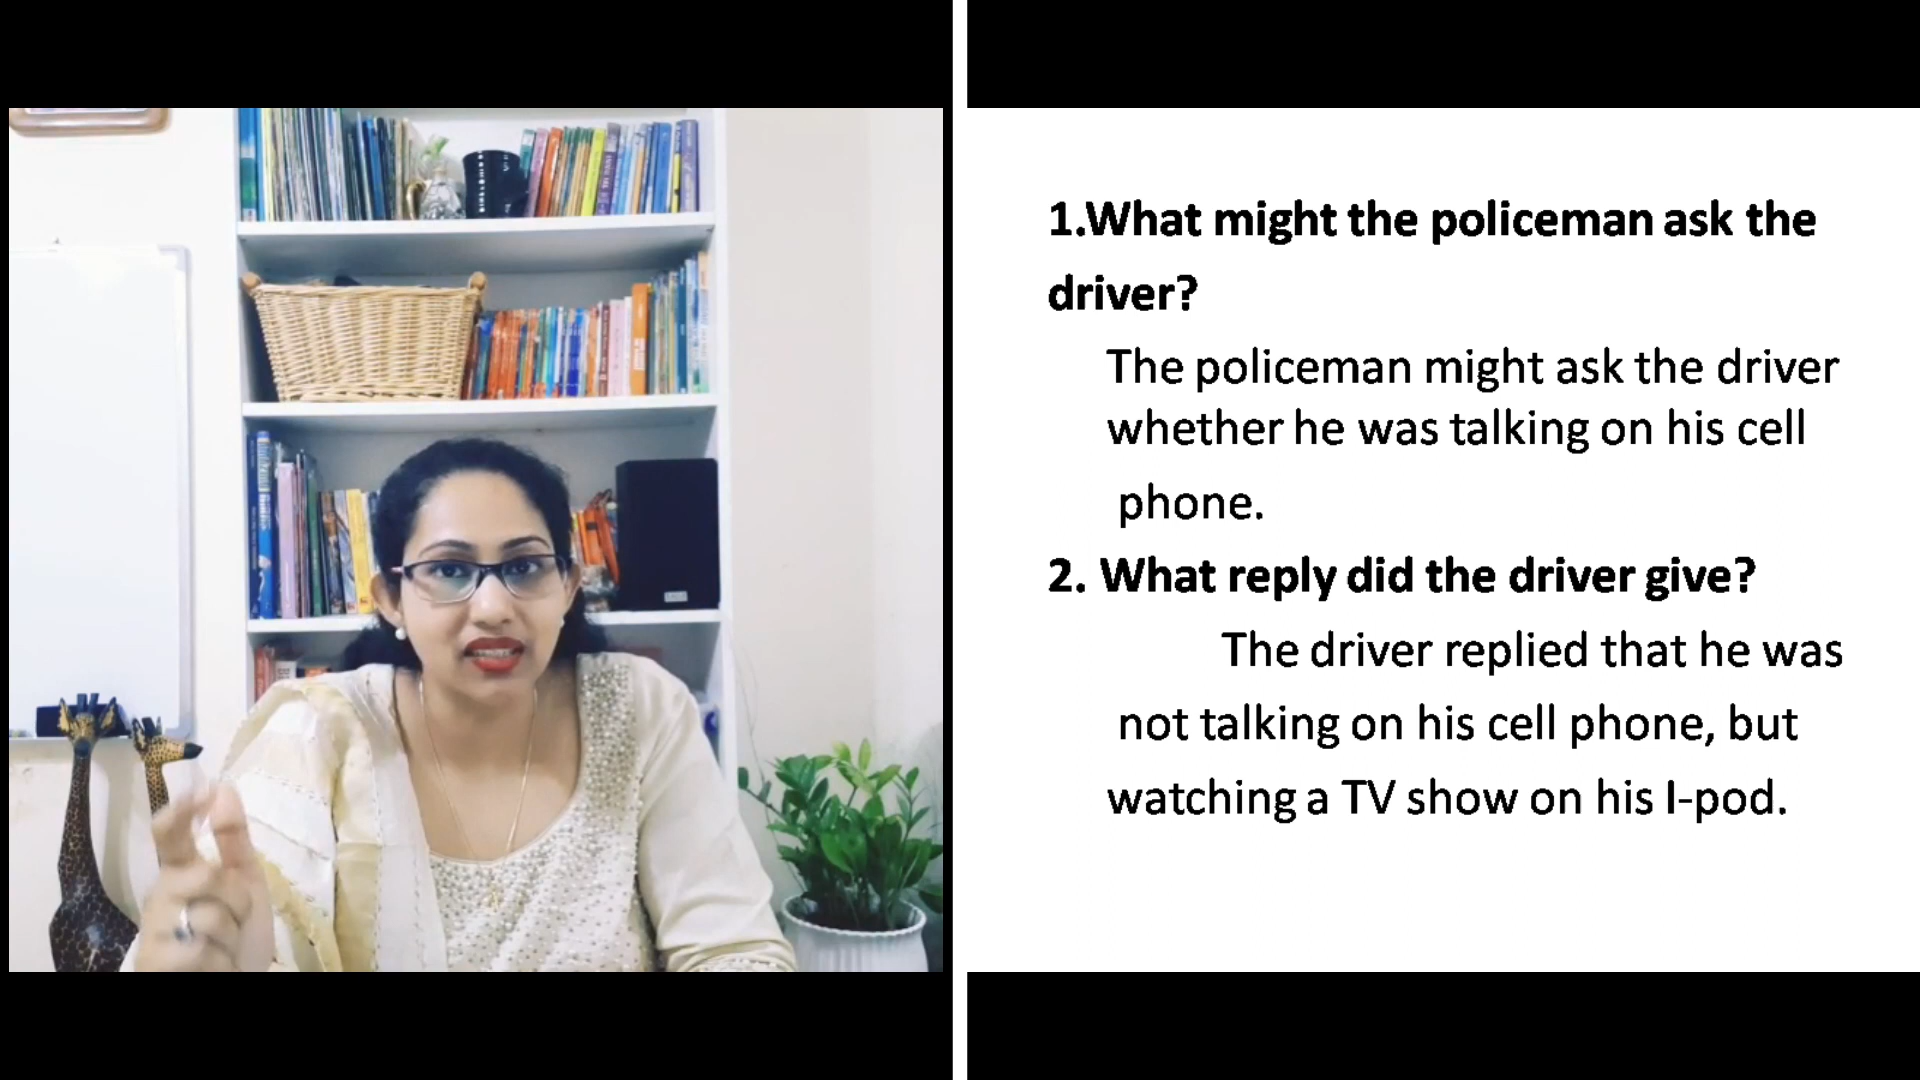 1.What might the policeman ask the
driver?
The policeman might ask the driver
whether he was talking on his cell
phone.
2. What reply did the driver give?
The driver replied that he was
not talking on his cell phone, but
watching a TV show on his I-pod.